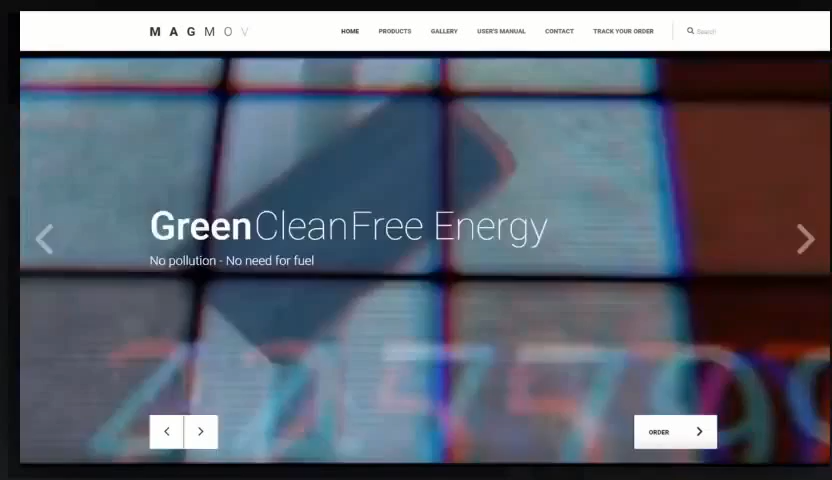 MAGMOV
HOME PRODUCTS GALLERY USER'S MANUAL CONTACT TRACK YOUR ORDER Search
GreenCleanFree Energy
No pollution - No need for fuel
ORDER